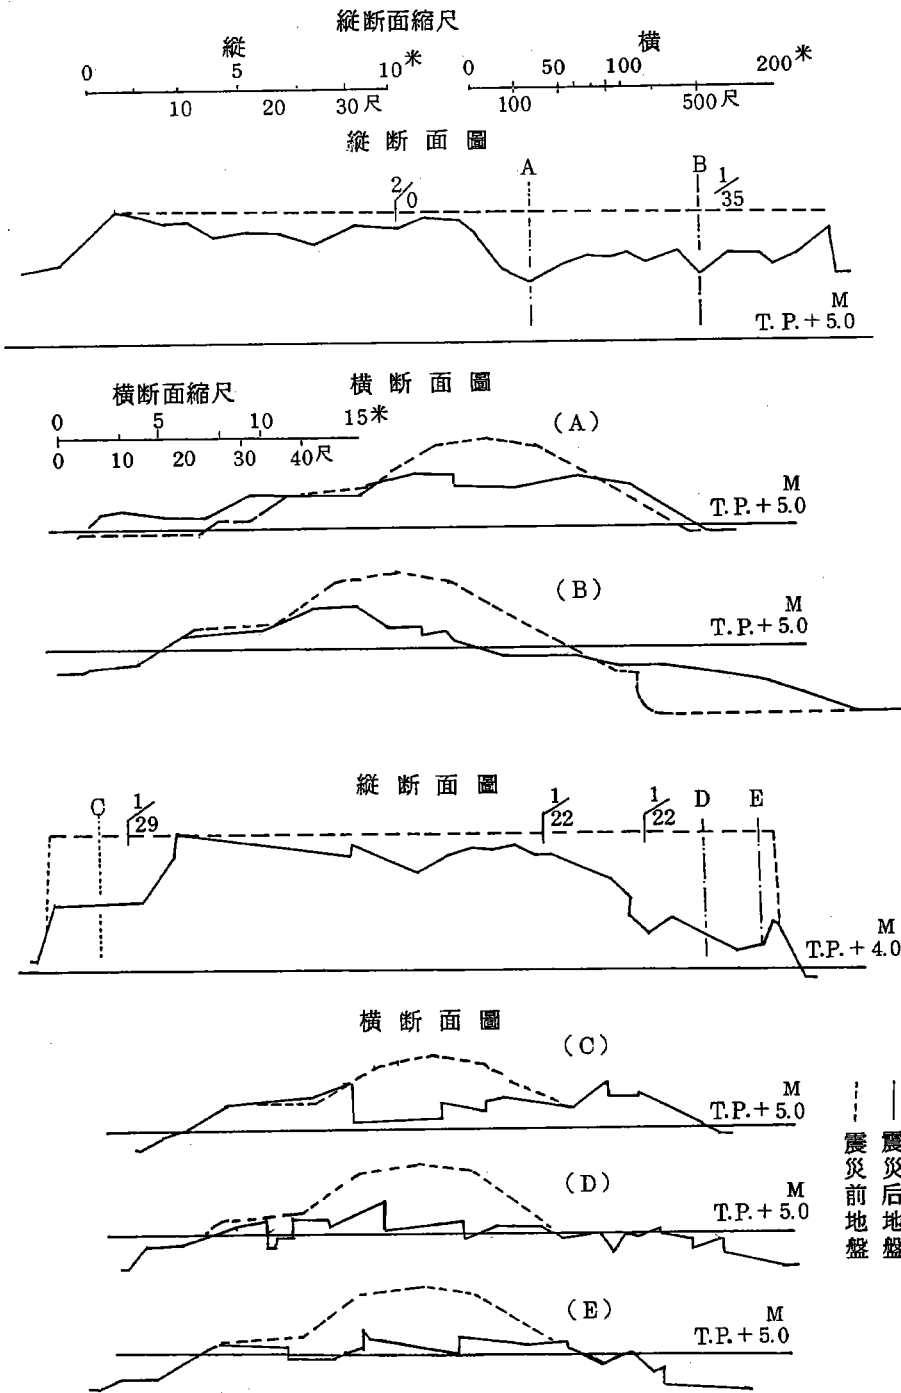 縦断面縮尺
縦 横
0 5 10米 0 50 100 200米
10 20 30尺 100 500尺
縦断面圖
A B
2/0 1/35
M
T.P.+5.0
横断面圖
横断面縮尺
0 5 10 15米
0 10 20 30 40尺
(A)
M
T.P.+5.0
(B)
M
T.P.+5.0
縦断面圖
C 1/29 1/22 1/22 D E
M
T.P.+4.0
横断面圖
(C)
M
T.P.+5.0
(D)
M
T.P.+5.0
(E)
M
T.P.+5.0
震災后地盤
震災前地盤